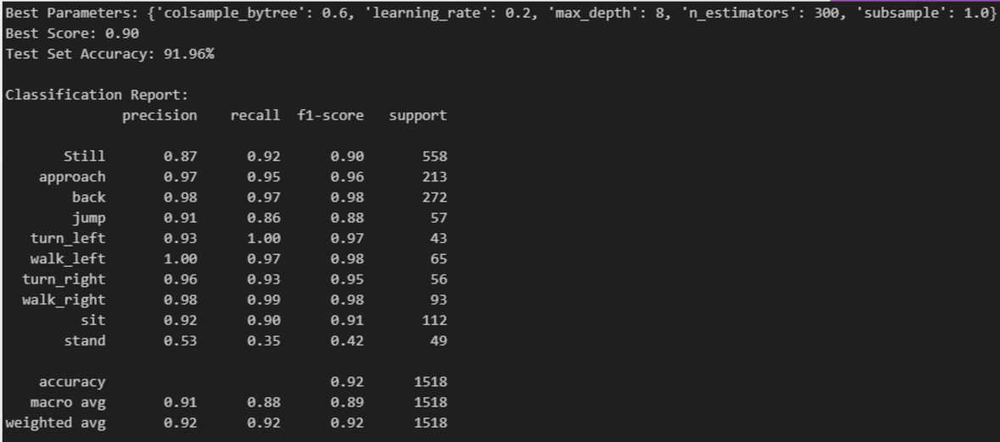 Best Parameters: {'colsample_bytree': 0.6, 'learning_rate': 0.2, 'max_depth': 8, 'n_estimators': 300, 'subsample': 1.0}
Best Score: 0.90
Test Set Accuracy: 91.96%
Classification Report:
precision recall f1-score support
Still 0.87 0.92 0.90 558
approach 0.97 0.95 0.96 213
back 0.98 0.97 0.98 272
jump 0.91 0.86 0.88 57
turn_left 0.93 1.00 0.97 43
walk_left 1.00 0.97 0.98 65
turn_right 0.96 0.93 0.95 56
walk_right 0.98 0.99 0.98 93
sit 0.92 0.90 0.91 112
stand 0.53 0.35 0.42 49
accuracy 0.92 1518
macro avg 0.91 0.88 0.89 1518
weighted avg 0.92 0.92 0.92 1518